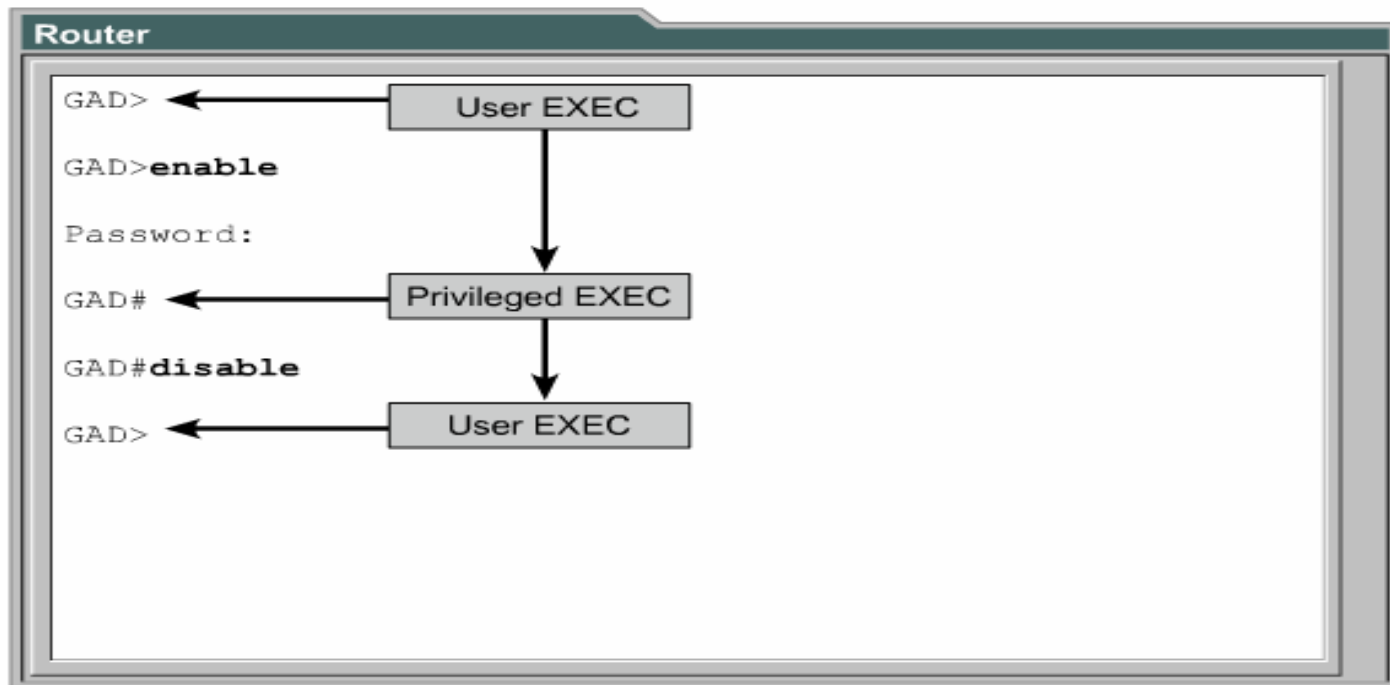 Router
GAD>
User EXEC
GAD>enable
Password:
GAD#
Privileged EXEC
GAD#disable
GAD>
User EXEC